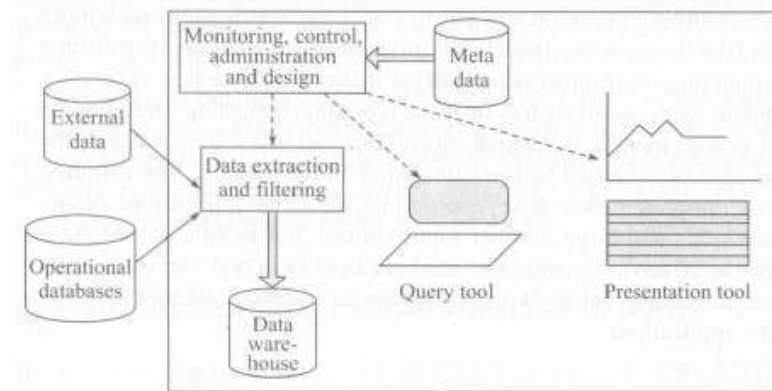 Monitoring, control,
administration
and design
Meta
data
External
data
Data extraction
and filtering
Operational
databases
Query tool
Presentation tool
Data
ware-
house